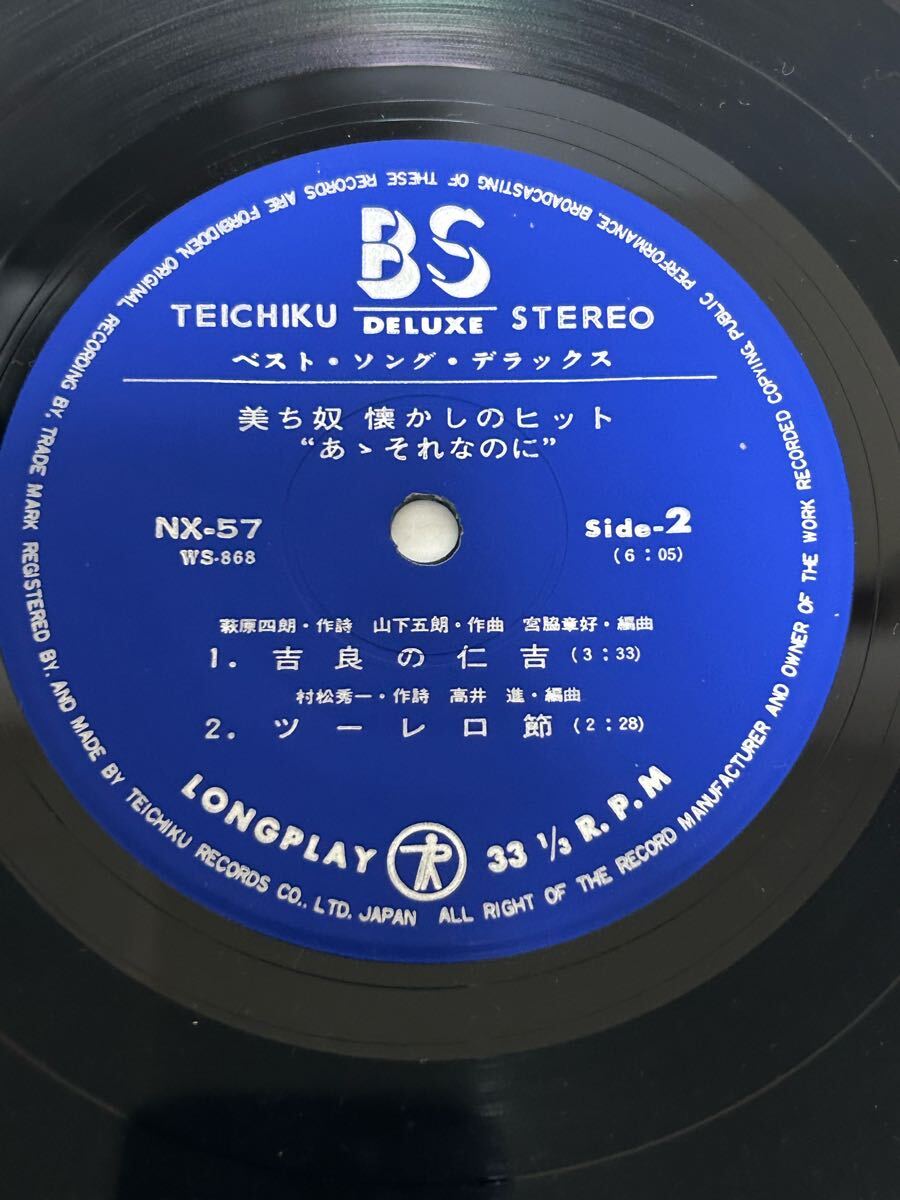 BS
TEICHIKU DELUXE STEREO
ベスト・ソング・デラックス
美ち奴 懐かしのヒット
“あゝそれなのに”
NX-57
WS-868
Side-2
(6:05)
萩原四朗・作詩 山下五朗・作曲 宮脇章好・編曲
1. 吉良の仁吉 (3:33)
村松秀一・作詩 高井 進・編曲
2. ツーレロ節 (2:28)
LONGPLAY TR 33 1/3 R.P.M
ALL RIGHT OF THE RECORD MANUFACTURER AND OWNER OF THE WORK RECORDED COPYING, PUBLIC PERFORMANCE, BROADCASTING OF THESE RECORDS ARE FORBIDDEN. ORIGINAL RECORDING BY, TRADE MARK REGISTERED BY, AND MADE BY TEICHIKU RECORDS CO., LTD. JAPAN